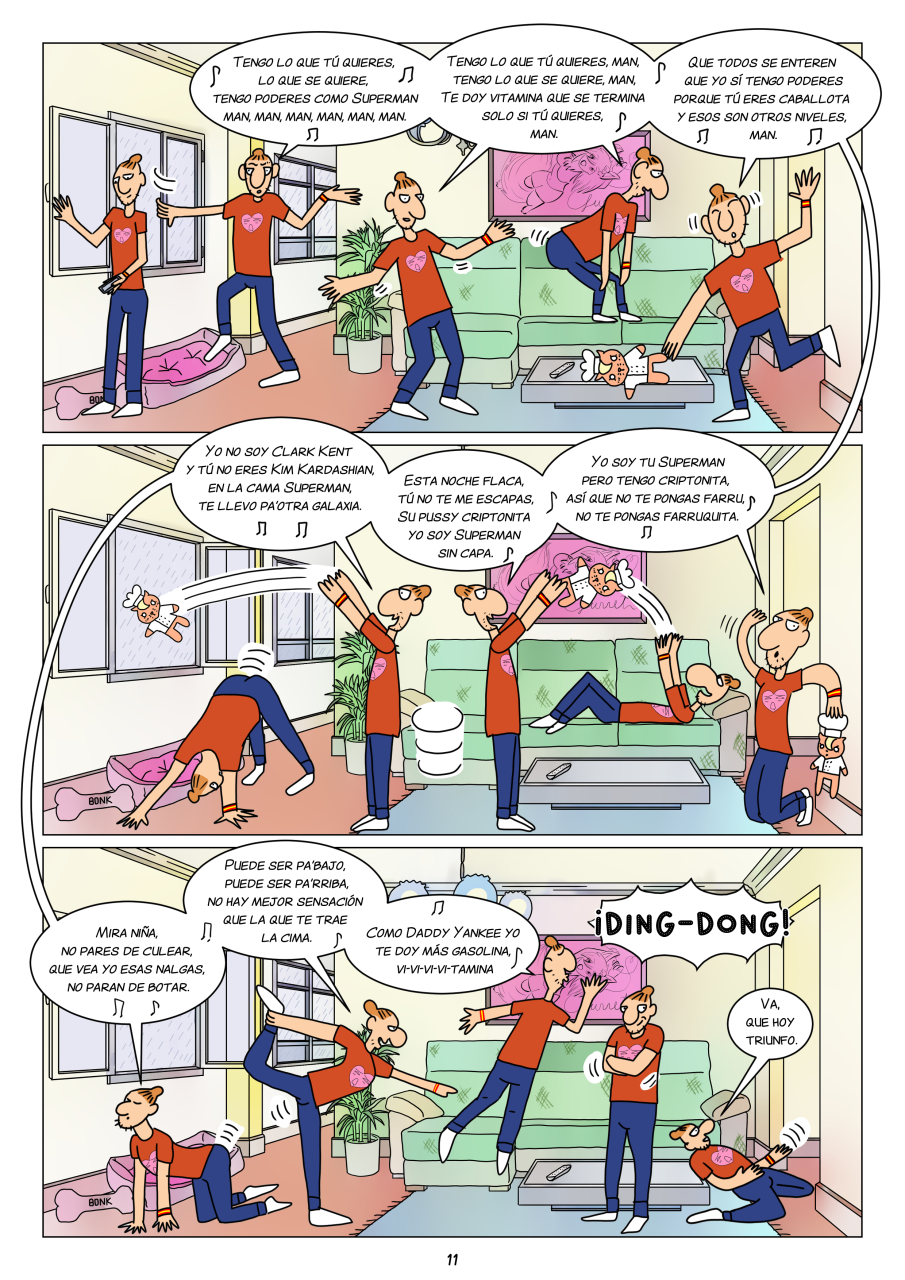 Tengo lo que tú quieres,
lo que se quiere,
tengo poderes como Superman
man, man, man, man, man, man.
Tengo lo que tú quieres, man,
tengo lo que se quiere, man,
Te doy vitamina que se termina
solo si tú quieres,
man.
Que todos se enteren
que yo sí tengo poderes
porque tú eres caballota
y esos son otros niveles,
man.
Yo no soy Clark Kent
y tú no eres Kim Kardashian,
en la cama Superman,
te llevo pa'otra galaxia.
Esta noche flaca,
tú no te me escapas,
Su pussy criptonita
yo soy Superman
sin capa.
Yo soy tu Superman
pero tengo criptonita,
así que no te pongas farru,
no te pongas farruquita.
BONK
Mira niña,
no pares de culear,
que vea yo esas nalgas,
no paran de botar.
Puede ser pa'bajo,
puede ser pa'rriba,
no hay mejor sensación
que la que te trae
la cima.
Como Daddy Yankee yo
te doy más gasolina,
vi-vi-vi-vi-tamina
¡DING-DONG!
Va,
que hoy
triunfo.
BONK
11